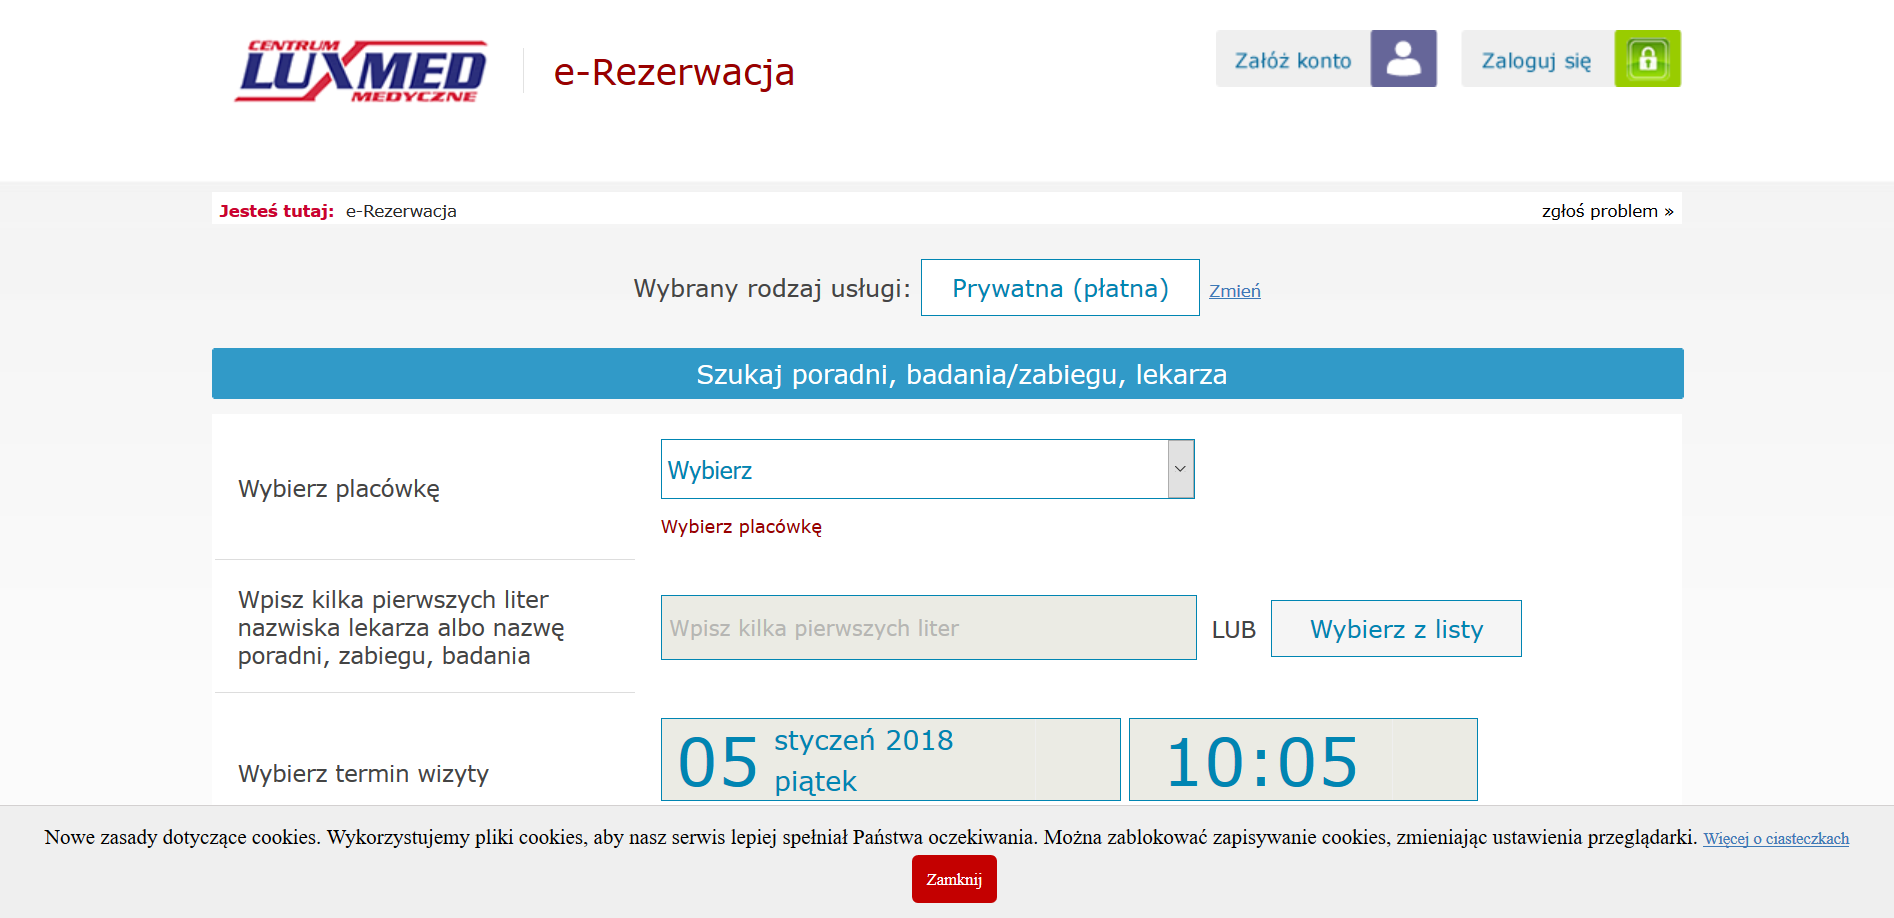 CENTRUM
LUXMED
MEDYCZNE
e-Rezerwacja
Załóż konto
Zaloguj się
Jesteś tutaj: e-Rezerwacja
zgłoś problem »
Wybrany rodzaj usługi: Prywatna (płatna) Zmień
Szukaj poradni, badania/zabiegu, lekarza
Wybierz placówkę
Wybierz
Wybierz placówkę
Wpisz kilka pierwszych liter
nazwiska lekarza albo nazwę
poradni, zabiegu, badania
Wpisz kilka pierwszych liter
LUB
Wybierz z listy
Wybierz termin wizyty
05 styczeń 2018
piątek
10:05
Nowe zasady dotyczące cookies. Wykorzystujemy pliki cookies, aby nasz serwis lepiej spełniał Państwa oczekiwania. Można zablokować zapisywanie cookies, zmieniając ustawienia przeglądarki. Więcej o ciasteczkach
Zamknij